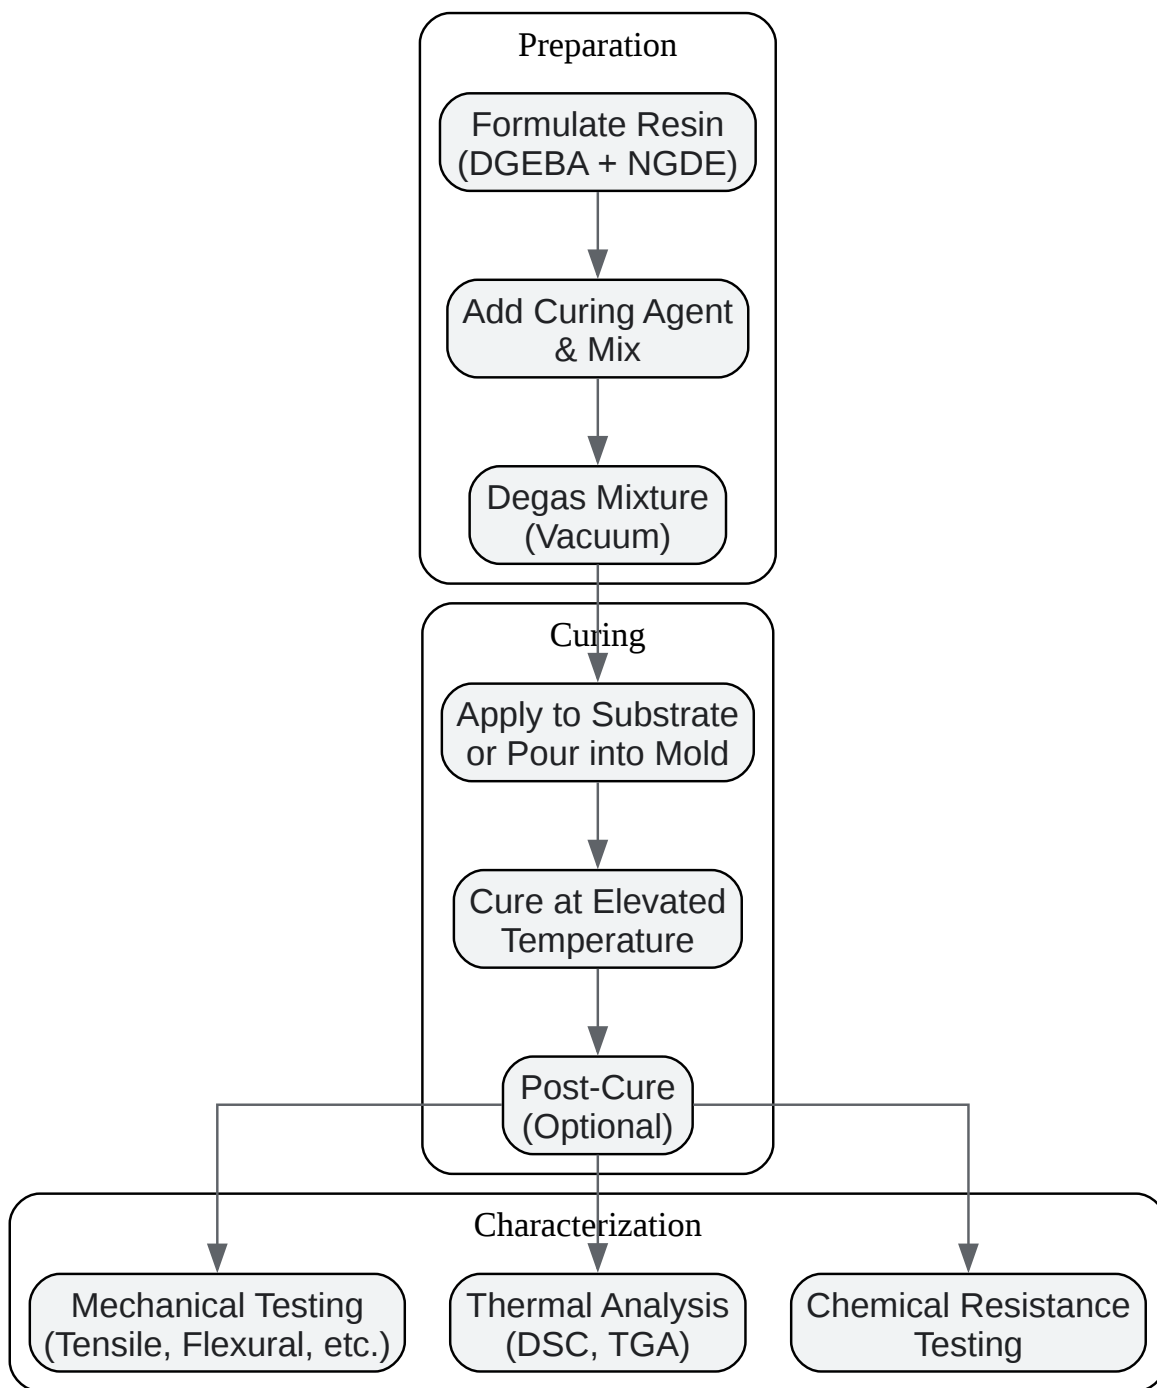 Preparation
Formulate Resin
(DGEBA + NGDE)
Add Curing Agent
& Mix
Degas Mixture
(Vacuum)
Curing
Apply to Substrate
or Pour into Mold
Cure at Elevated
Temperature
Post-Cure
(Optional)
Characterization
Mechanical Testing
(Tensile, Flexural, etc.)
Thermal Analysis
(DSC, TGA)
Chemical Resistance
Testing